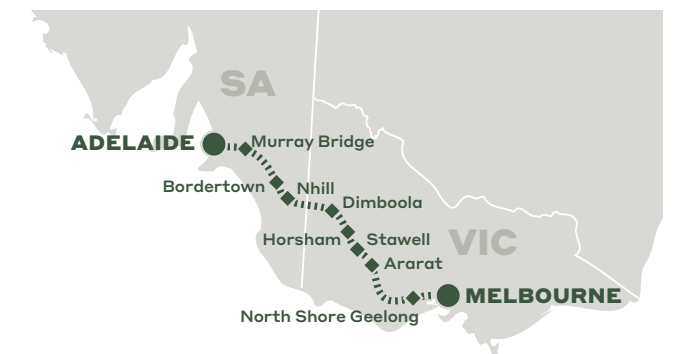 SA
ADELAIDE
Murray Bridge
Bordertown
Nhill
Dimboola
Horsham
Stawell
VIC
Ararat
MELBOURNE
North Shore Geelong